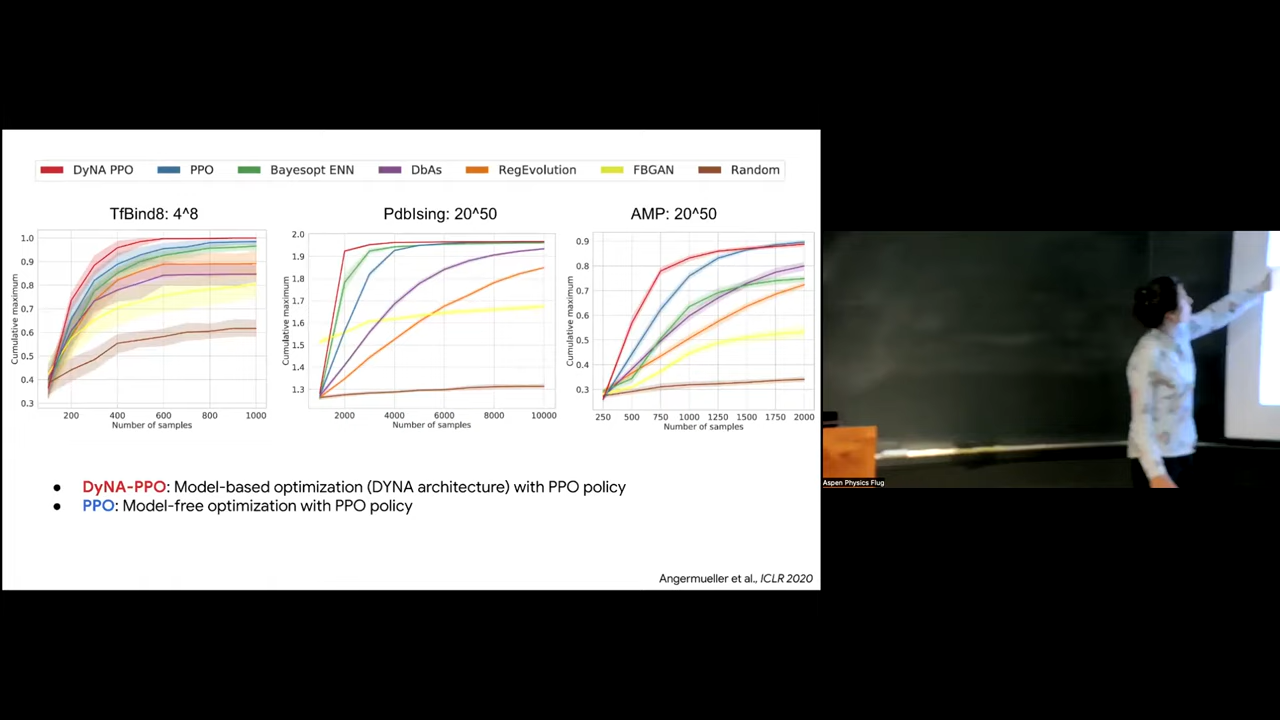 DyNA PPO PPO Bayesopt ENN DbAs RegEvolution FBGAN Random
TfBind8: 4^8
1.0
0.9
0.8
0.7
0.6
0.5
0.4
0.3
Cumulative maximum
200 400 600 800 1000
Number of samples
PdbIsing: 20^50
2.0
1.9
1.8
1.7
1.6
1.5
1.4
1.3
Cumulative maximum
2000 4000 6000 8000 10000
Number of samples
AMP: 20^50
0.9
0.8
0.7
0.6
0.5
0.4
0.3
Cumulative maximum
250 500 750 1000 1250 1500 1750 2000
Number of samples
● DyNA-PPO: Model-based optimization (DYNA architecture) with PPO policy
● PPO: Model-free optimization with PPO policy
Angermueller et al., ICLR 2020
Aspen Physics Flug